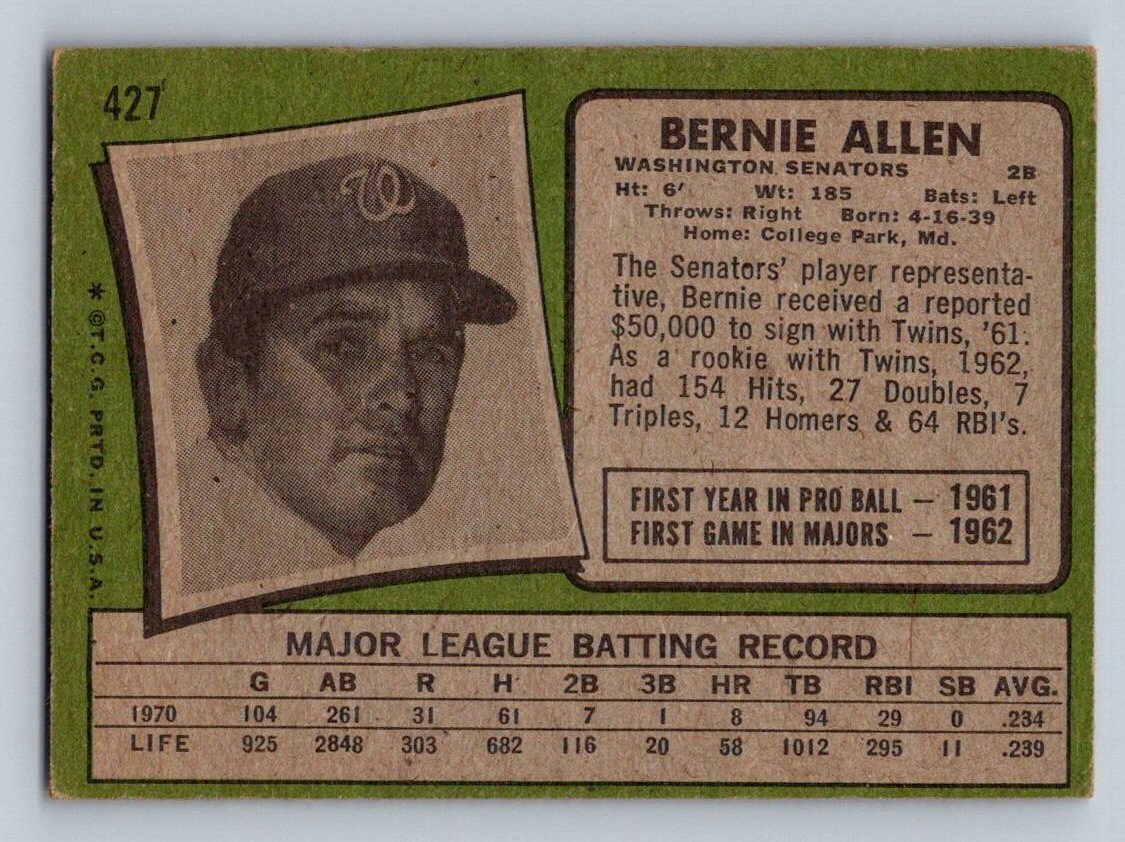 427
BERNIE ALLEN
WASHINGTON SENATORS 2B
Ht: 6' Wt: 185 Bats: Left
Throws: Right Born: 4-16-39
Home: College Park, Md.
The Senators' player representa-
tive, Bernie received a reported
$50,000 to sign with Twins, '61.
As a rookie with Twins, 1962,
had 154 Hits, 27 Doubles, 7
Triples, 12 Homers & 64 RBI's.
FIRST YEAR IN PRO BALL — 1961
FIRST GAME IN MAJORS — 1962
W
* ©T.C.G. PRTD. IN U.S.A.
MAJOR LEAGUE BATTING RECORD
G AB R H 2B 3B HR TB RBI SB AVG.
1970 104 261 31 61 7 1 8 94 29 0 .234
LIFE 925 2848 303 682 116 20 58 1012 295 11 .239